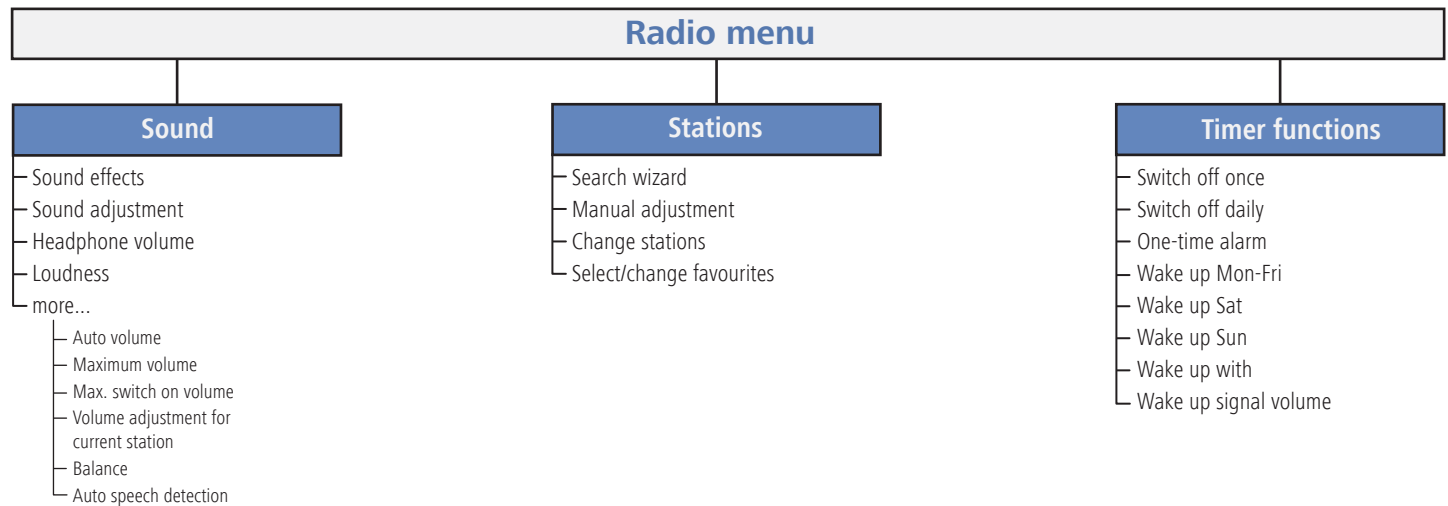 Radio menu
Sound
Sound effects
Sound adjustment
Headphone volume
Loudness
more...
Auto volume
Maximum volume
Max. switch on volume
Volume adjustment for
current station
Balance
Auto speech detection
Stations
Search wizard
Manual adjustment
Change stations
Select/change favourites
Timer functions
Switch off once
Switch off daily
One-time alarm
Wake up Mon-Fri
Wake up Sat
Wake up Sun
Wake up with
Wake up signal volume